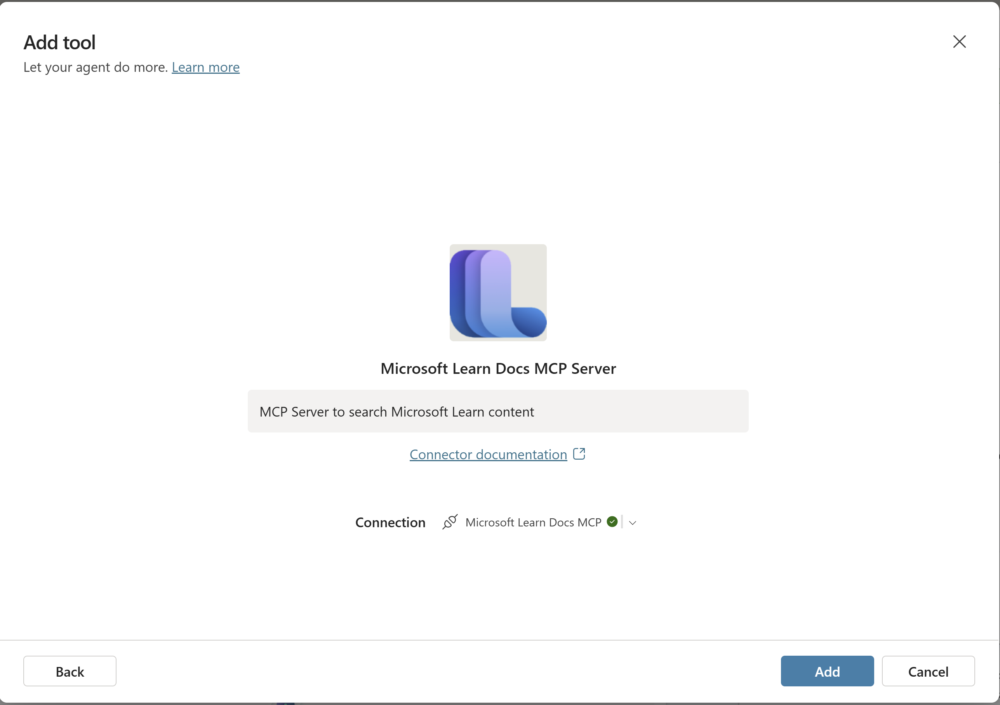 Add tool
Let your agent do more. Learn more
Microsoft Learn Docs MCP Server
MCP Server to search Microsoft Learn content
Connector documentation
Connection Microsoft Learn Docs MCP
Back
Add
Cancel